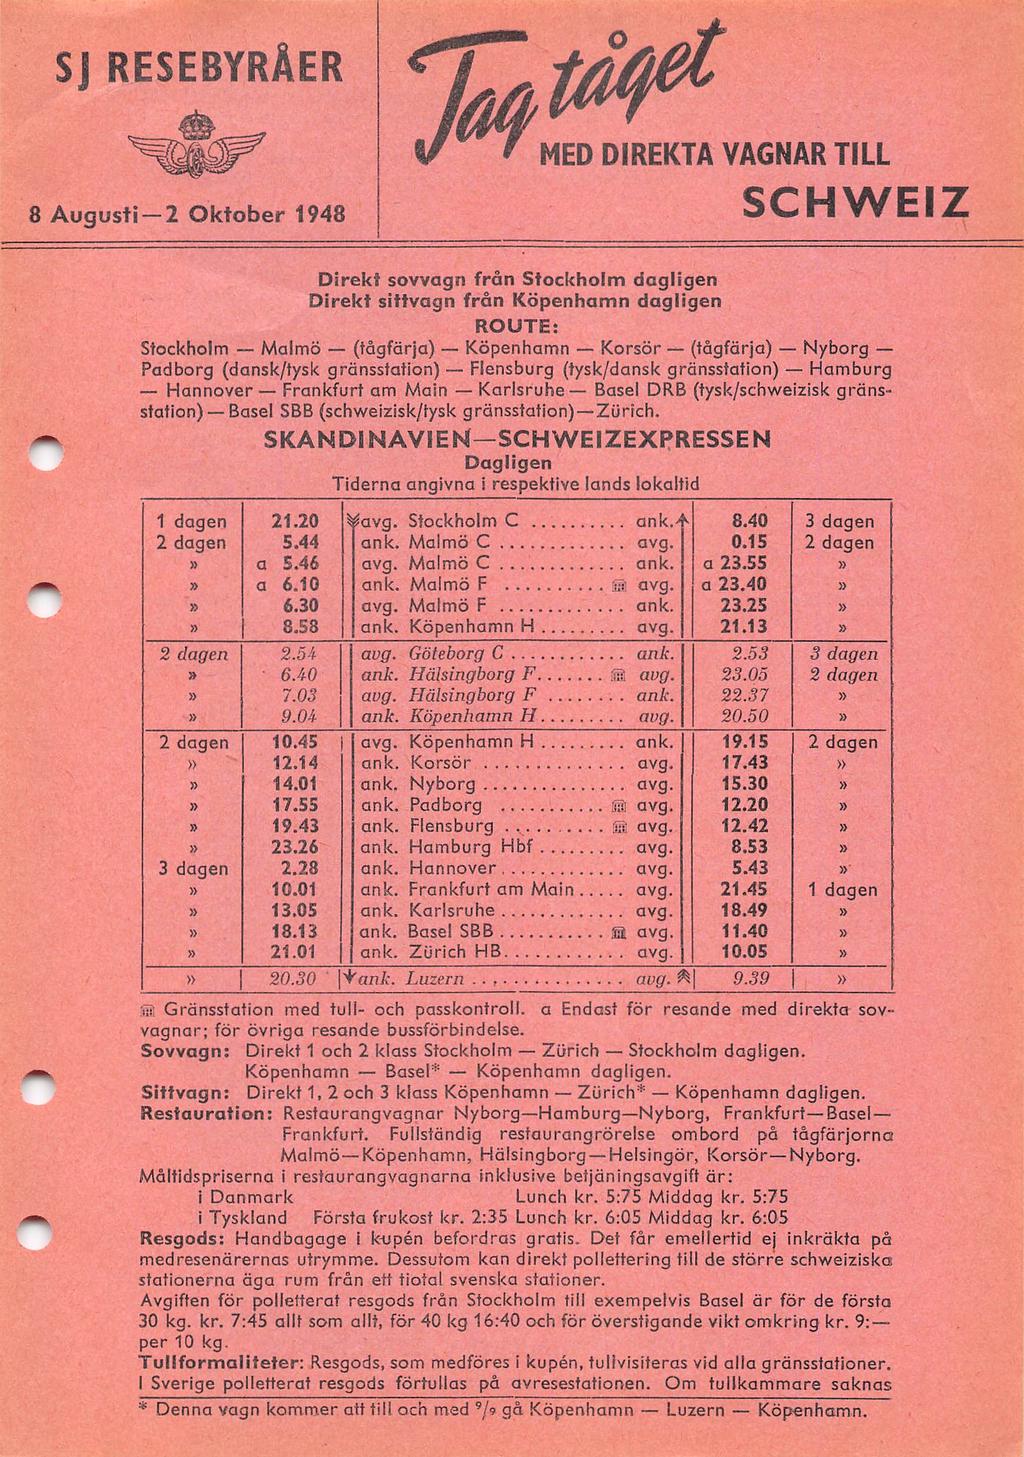 SJ RESEBYRÅER
8 Augusti—2 Oktober 1948
Tag tåget
MED DIREKTA VAGNAR TILL
SCHWEIZ
Direkt sovvagn från Stockholm dagligen
Direkt sittvagn från Köpenhamn dagligen
ROUTE:
Stockholm — Malmö — (tågfärja) — Köpenhamn — Korsör — (tågfärja) — Nyborg —
Padborg (dansk/tysk gränsstation) — Flensburg (tysk/dansk gränsstation) — Hamburg
— Hannover — Frankfurt am Main — Karlsruhe — Basel DRB (tysk/schweizisk gräns-
station) — Basel SBB (schweizisk/tysk gränsstation)—Zürich.
SKANDINAVIEN—SCHWEIZEXPRESSEN
Dagligen
Tiderna angivna i respektive lands lokaltid
1 dagen 21.20 avg. Stockholm C .......... ank. 8.40 3 dagen
2 dagen 5.44 ank. Malmö C ............. avg. 0.15 2 dagen
» a 5.46 avg. Malmö C ............. ank. a 23.55 »
» a 6.10 ank. Malmö F .......... avg. a 23.40 »
» 6.30 avg. Malmö F ............. ank. 23.25 »
» 8.58 ank. Köpenhamn H ......... avg. 21.13 »
2 dagen 2.54 avg. Göteborg C ............ ank. 2.53 3 dagen
» 6.40 ank. Hälsingborg F....... avg. 23.05 2 dagen
» 7.03 avg. Hälsingborg F ........ ank. 22.37 »
» 9.04 ank. Köpenhamn H ......... avg. 20.50 »
2 dagen 10.45 avg. Köpenhamn H ......... ank. 19.15 2 dagen
» 12.14 ank. Korsör .............. avg. 17.43 »
» 14.01 ank. Nyborg .............. avg. 15.30 »
» 17.55 ank. Padborg ........... avg. 12.20 »
» 19.43 ank. Flensburg .......... avg. 12.42 »
» 23.26 ank. Hamburg Hbf ......... avg. 8.53 »
3 dagen 2.28 ank. Hannover ............. avg. 5.43 »
» 10.01 ank. Frankfurt am Main ..... avg. 21.45 1 dagen
» 13.05 ank. Karlsruhe ............. avg. 18.49 »
» 18.13 ank. Basel SBB ........... avg. 11.40 »
» 21.01 ank. Zürich HB............. avg. 10.05 »
» 20.30 ank. Luzern ................ avg. 9.39 »
Gränsstation med tull- och passkontroll. a Endast för resande med direkta sov-
vagnar; för övriga resande bussförbindelse.
Sovvagn: Direkt 1 och 2 klass Stockholm — Zürich — Stockholm dagligen.
Köpenhamn — Basel* — Köpenhamn dagligen.
Sittvagn: Direkt 1, 2 och 3 klass Köpenhamn — Zürich* — Köpenhamn dagligen.
Restauration: Restaurangvagnar Nyborg—Hamburg—Nyborg, Frankfurt—Basel—
Frankfurt. Fullständig restaurangrörelse ombord på tågfärjorna
Malmö—Köpenhamn, Hälsingborg—Helsingör, Korsör—Nyborg.
Måltidspriserna i restaurangvagnarna inklusive betjäningsavgift är:
i Danmark Lunch kr. 5:75 Middag kr. 5:75
i Tyskland Första frukost kr. 2:35 Lunch kr. 6:05 Middag kr. 6:05
Resgods: Handbagage i kupén befordras gratis. Det får emellertid ej inkräkta på
medresenärernas utrymme. Dessutom kan direkt pollettering till de större schweiziska
stationerna äga rum från ett tiotal svenska stationer.
Avgiften för polletterat resgods från Stockholm till exempelvis Basel är för de första
30 kg. kr. 7:45 allt som allt, för 40 kg 16:40 och för överstigande vikt omkring kr. 9:—
per 10 kg.
Tullformaliteter: Resgods, som medföres i kupén, tullvisiteras vid alla gränsstationer.
I Sverige polletterat resgods förtullas på avresestationen. Om tullkammare saknas
* Denna vagn kommer att till och med 9/9 gå Köpenhamn — Luzern — Köpenhamn.